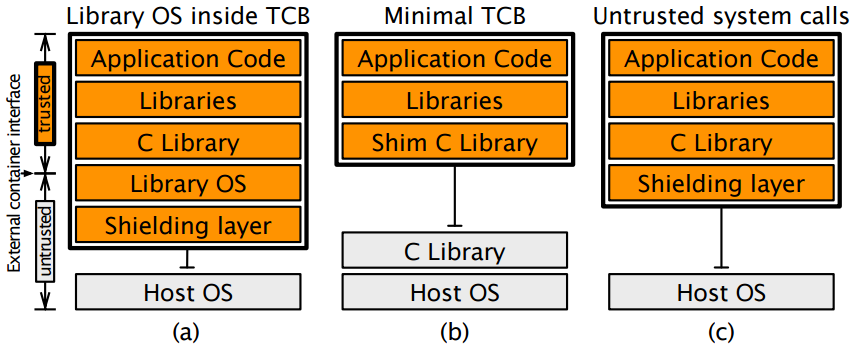 Library OS inside TCB
Minimal TCB
Untrusted system calls
External container interface
trusted
untrusted
Application Code
Libraries
C Library
Library OS
Shielding layer
Host OS
(a)
Application Code
Libraries
Shim C Library
C Library
Host OS
(b)
Application Code
Libraries
C Library
Shielding layer
Host OS
(c)